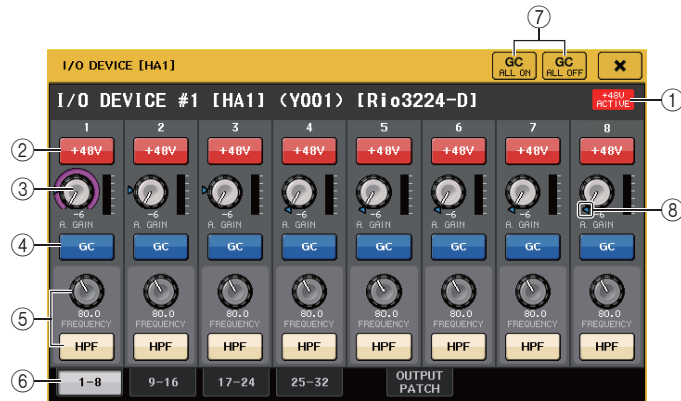 ⑦
I/O DEVICE [HA1] GC ALL ON GC ALL OFF ×
I/O DEVICE #1 [HA1] (Y001) [Rio3224-D] +48V ACTIVE ①
1 2 3 4 5 6 7 8
② +48V +48V +48V +48V +48V +48V +48V +48V
③ -6 -6 -6 -6 -6 -6 -6 -6 ⑧
A. GAIN A. GAIN A. GAIN A. GAIN A. GAIN A. GAIN A. GAIN A. GAIN
④ GC GC GC GC GC GC GC GC
⑤ 80.0 80.0 80.0 80.0 80.0 80.0 80.0 80.0
FREQUENCY FREQUENCY FREQUENCY FREQUENCY FREQUENCY FREQUENCY FREQUENCY FREQUENCY
HPF HPF HPF HPF HPF HPF HPF HPF
⑥ 1-8 9-16 17-24 25-32 OUTPUT PATCH